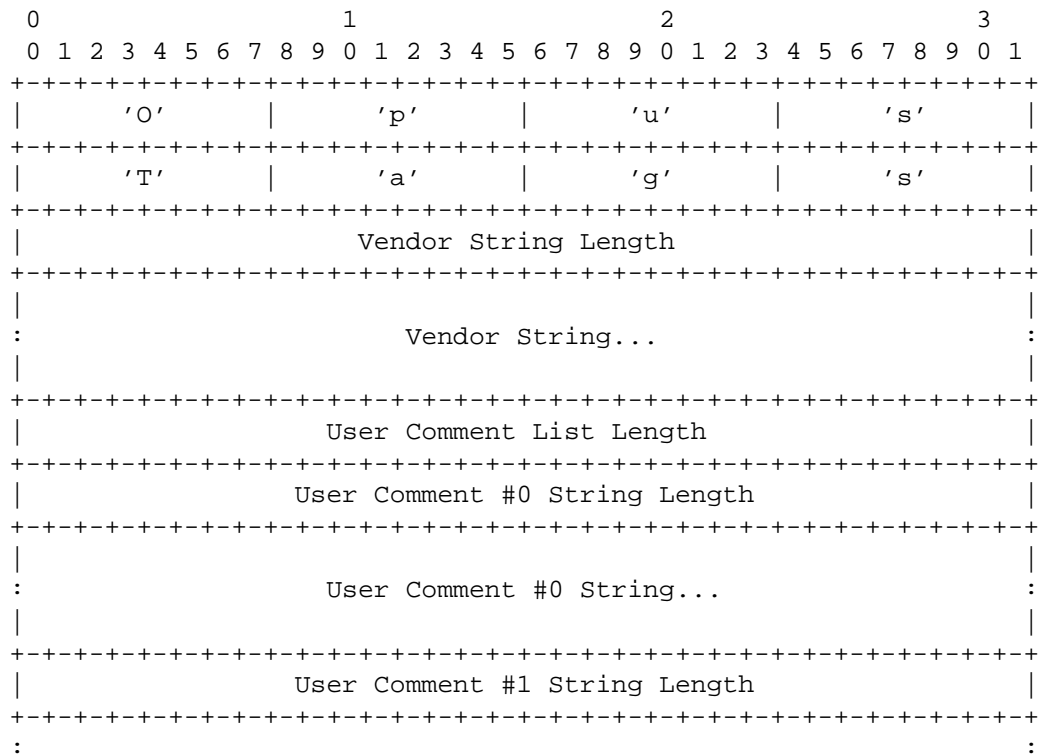 0                   1                   2                   3
 0 1 2 3 4 5 6 7 8 9 0 1 2 3 4 5 6 7 8 9 0 1 2 3 4 5 6 7 8 9 0 1
+-+-+-+-+-+-+-+-+-+-+-+-+-+-+-+-+-+-+-+-+-+-+-+-+-+-+-+-+-+-+-+-+
|      'O'      |      'p'      |      'u'      |      's'      |
+-+-+-+-+-+-+-+-+-+-+-+-+-+-+-+-+-+-+-+-+-+-+-+-+-+-+-+-+-+-+-+-+
|      'T'      |      'a'      |      'g'      |      's'      |
+-+-+-+-+-+-+-+-+-+-+-+-+-+-+-+-+-+-+-+-+-+-+-+-+-+-+-+-+-+-+-+-+
|                     Vendor String Length                      |
+-+-+-+-+-+-+-+-+-+-+-+-+-+-+-+-+-+-+-+-+-+-+-+-+-+-+-+-+-+-+-+-+
|                                                               |
:                        Vendor String...                       :
|                                                               |
+-+-+-+-+-+-+-+-+-+-+-+-+-+-+-+-+-+-+-+-+-+-+-+-+-+-+-+-+-+-+-+-+
|                   User Comment List Length                    |
+-+-+-+-+-+-+-+-+-+-+-+-+-+-+-+-+-+-+-+-+-+-+-+-+-+-+-+-+-+-+-+-+
|                 User Comment #0 String Length                 |
+-+-+-+-+-+-+-+-+-+-+-+-+-+-+-+-+-+-+-+-+-+-+-+-+-+-+-+-+-+-+-+-+
|                                                               |
:                   User Comment #0 String...                   :
|                                                               |
+-+-+-+-+-+-+-+-+-+-+-+-+-+-+-+-+-+-+-+-+-+-+-+-+-+-+-+-+-+-+-+-+
|                 User Comment #1 String Length                 |
+-+-+-+-+-+-+-+-+-+-+-+-+-+-+-+-+-+-+-+-+-+-+-+-+-+-+-+-+-+-+-+-+
:                                                               :